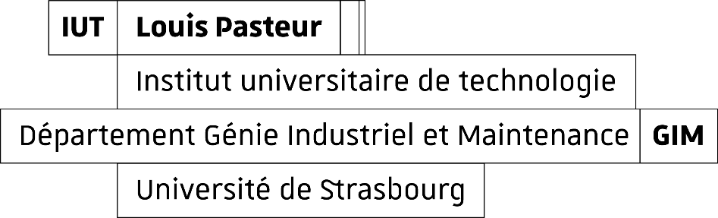 IUT Louis Pasteur
Institut universitaire de technologie
Département Génie Industriel et Maintenance GIM
Université de Strasbourg